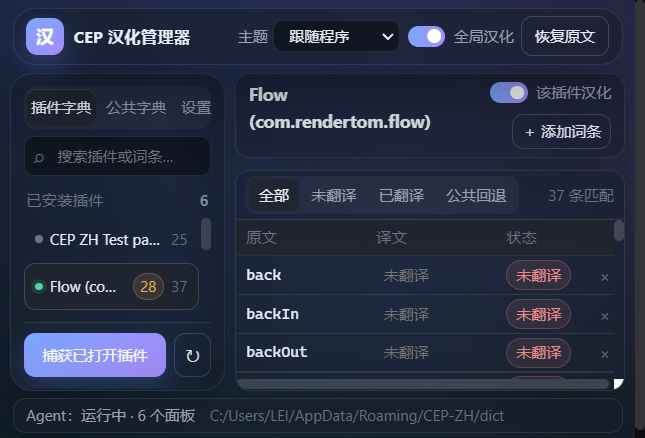 汉 CEP 汉化管理器 主题 跟随程序 全局汉化 恢复原文
插件字典 公共字典 设置
搜索插件或词条...
已安装插件 6
CEP ZH Test pa... 25
Flow (co... 28 37
捕获已打开插件 ↻
Flow
(com.rendertom.flow)
该插件汉化
+ 添加词条
全部 未翻译 已翻译 公共回退 37 条匹配
原文 译文 状态
back 未翻译 未翻译 ×
backIn 未翻译 未翻译 ×
backOut 未翻译 未翻译 ×
Agent：运行中 · 6 个面板 C:/Users/LEI/AppData/Roaming/CEP-ZH/dict